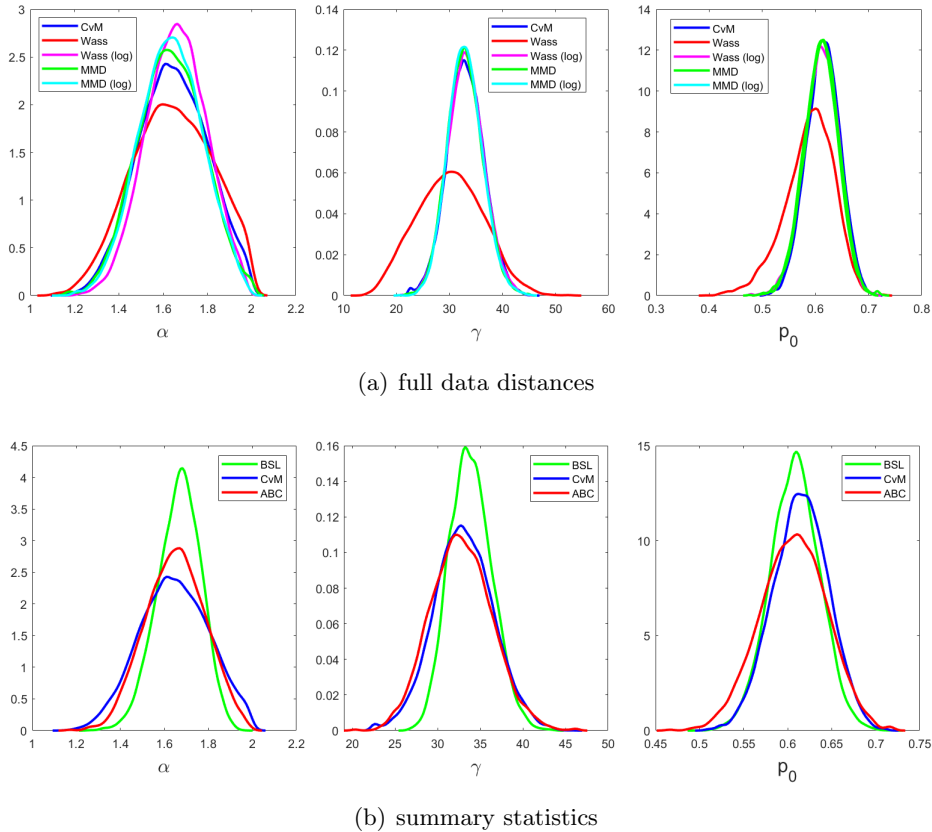 3
2.5
2
1.5
1
0.5
0
1 1.2 1.4 1.6 1.8 2 2.2
α
CvM
Wass
Wass (log)
MMD
MMD (log)
0.14
0.12
0.1
0.08
0.06
0.04
0.02
0
10 20 30 40 50 60
γ
CvM
Wass
Wass (log)
MMD
MMD (log)
14
12
10
8
6
4
2
0
0.3 0.4 0.5 0.6 0.7 0.8
p0
CvM
Wass
Wass (log)
MMD
MMD (log)
(a) full data distances
4.5
4
3.5
3
2.5
2
1.5
1
0.5
0
1 1.2 1.4 1.6 1.8 2 2.2
α
BSL
CvM
ABC
0.16
0.14
0.12
0.1
0.08
0.06
0.04
0.02
0
20 25 30 35 40 45 50
γ
BSL
CvM
ABC
15
10
5
0
0.45 0.5 0.55 0.6 0.65 0.7 0.75
p0
BSL
CvM
ABC
(b) summary statistics